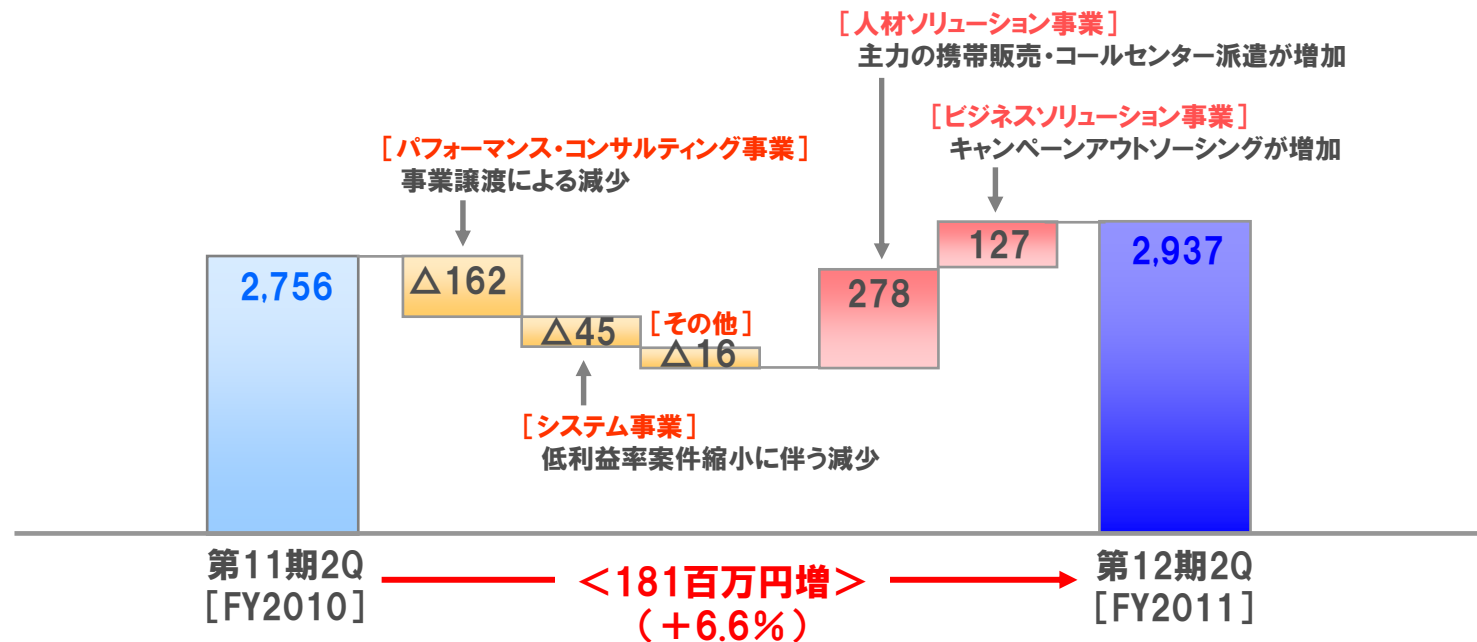 [人材ソリューション事業]
主力の携帯販売・コールセンター派遣が増加
[ビジネスソリューション事業]
キャンペーンアウトソーシングが増加
[パフォーマンス・コンサルティング事業]
事業譲渡による減少
2,756
△162
△45
[その他]
△16
278
127
2,937
[システム事業]
低利益率案件縮小に伴う減少
第11期2Q
[FY2010]
<181百万円増>
(+6.6%)
第12期2Q
[FY2011]